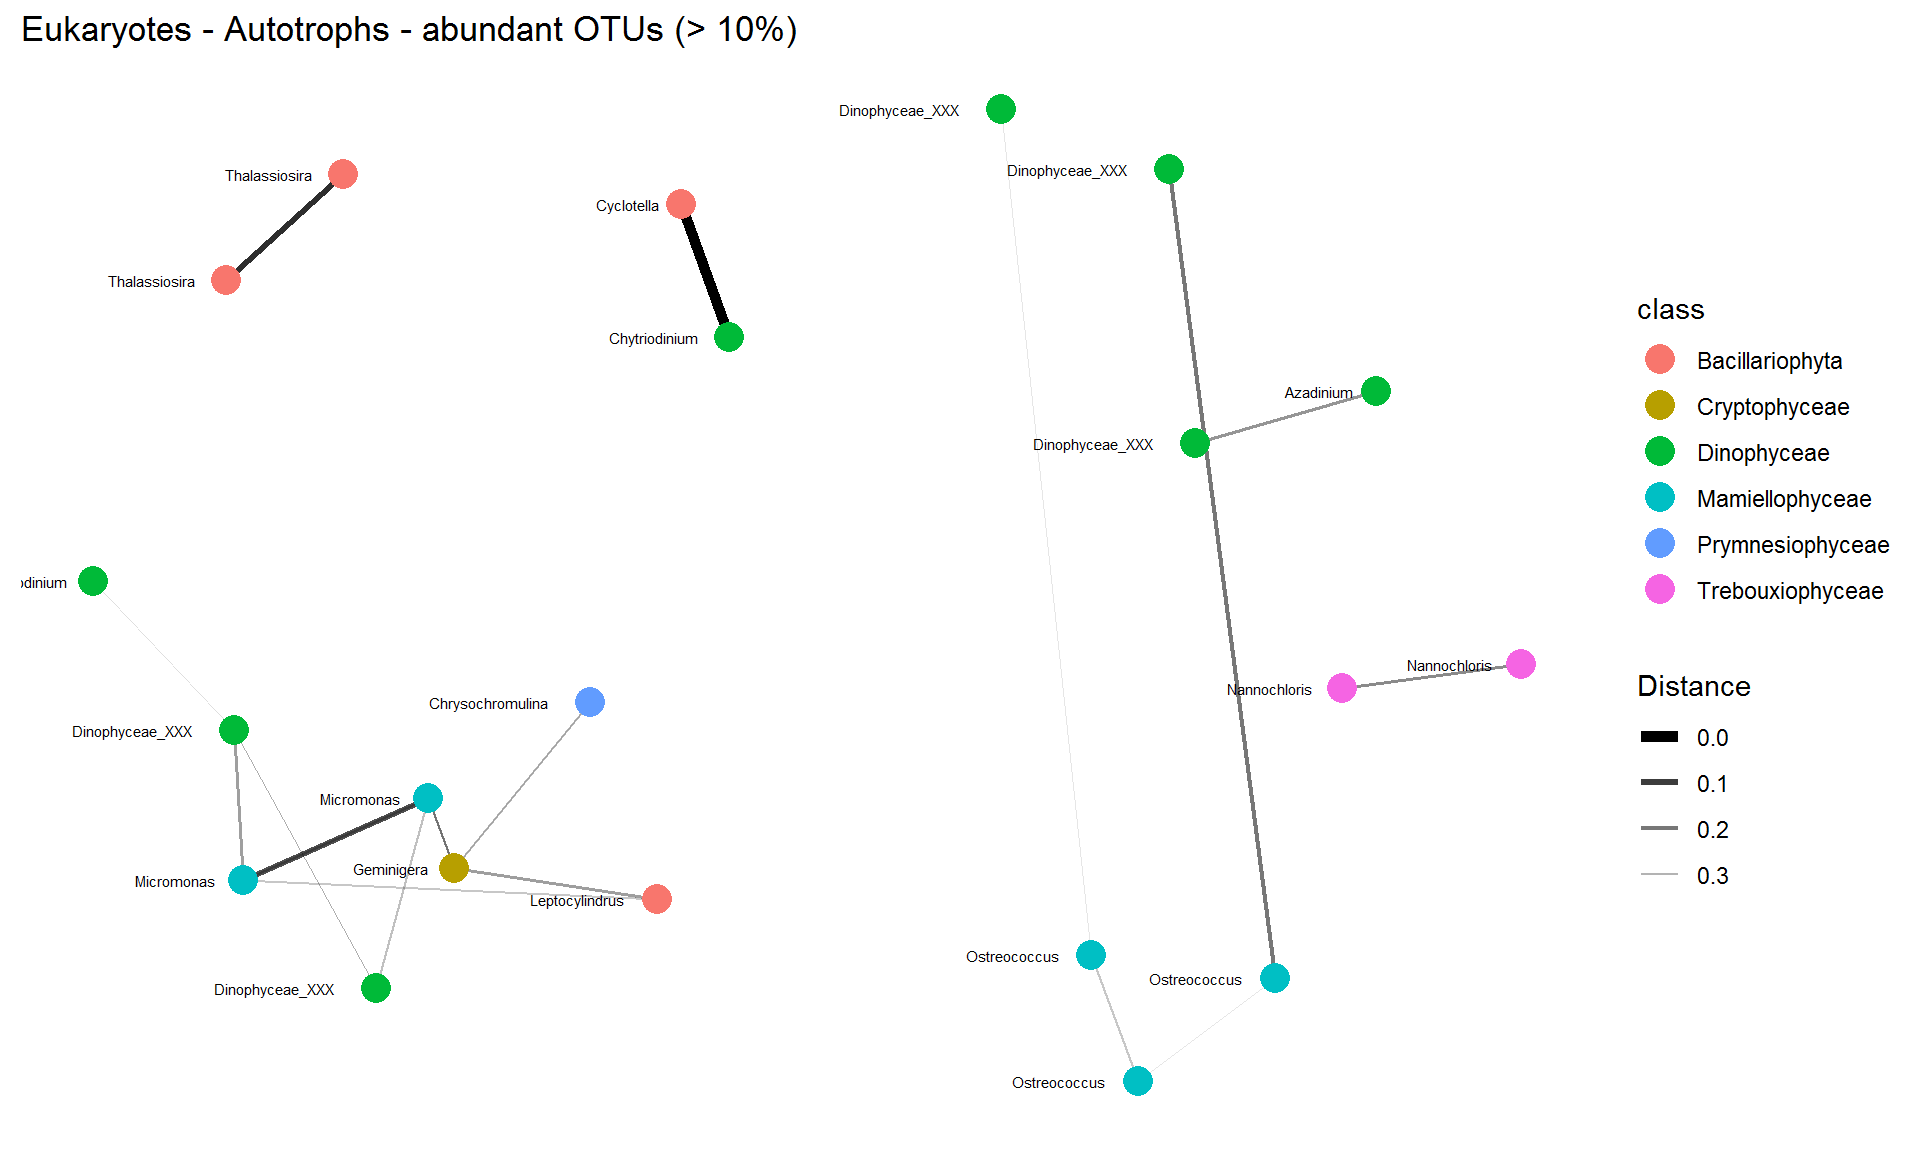 Eukaryotes - Autotrophs - abundant OTUs (> 10%)
Dinophyceae_XXX
Dinophyceae_XXX
Thalassiosira
Cyclotella
Thalassiosira
Chytriodinium
Azadinium
Dinophyceae_XXX
odinium
Nannochloris
Nannochloris
Chrysochromulina
Dinophyceae_XXX
Micromonas
Geminigera
Micromonas
Leptocylindrus
Ostreococcus
Ostreococcus
Dinophyceae_XXX
Ostreococcus
class
Bacillariophyta
Cryptophyceae
Dinophyceae
Mamiellophyceae
Prymnesiophyceae
Trebouxiophyceae
Distance
0.0
0.1
0.2
0.3